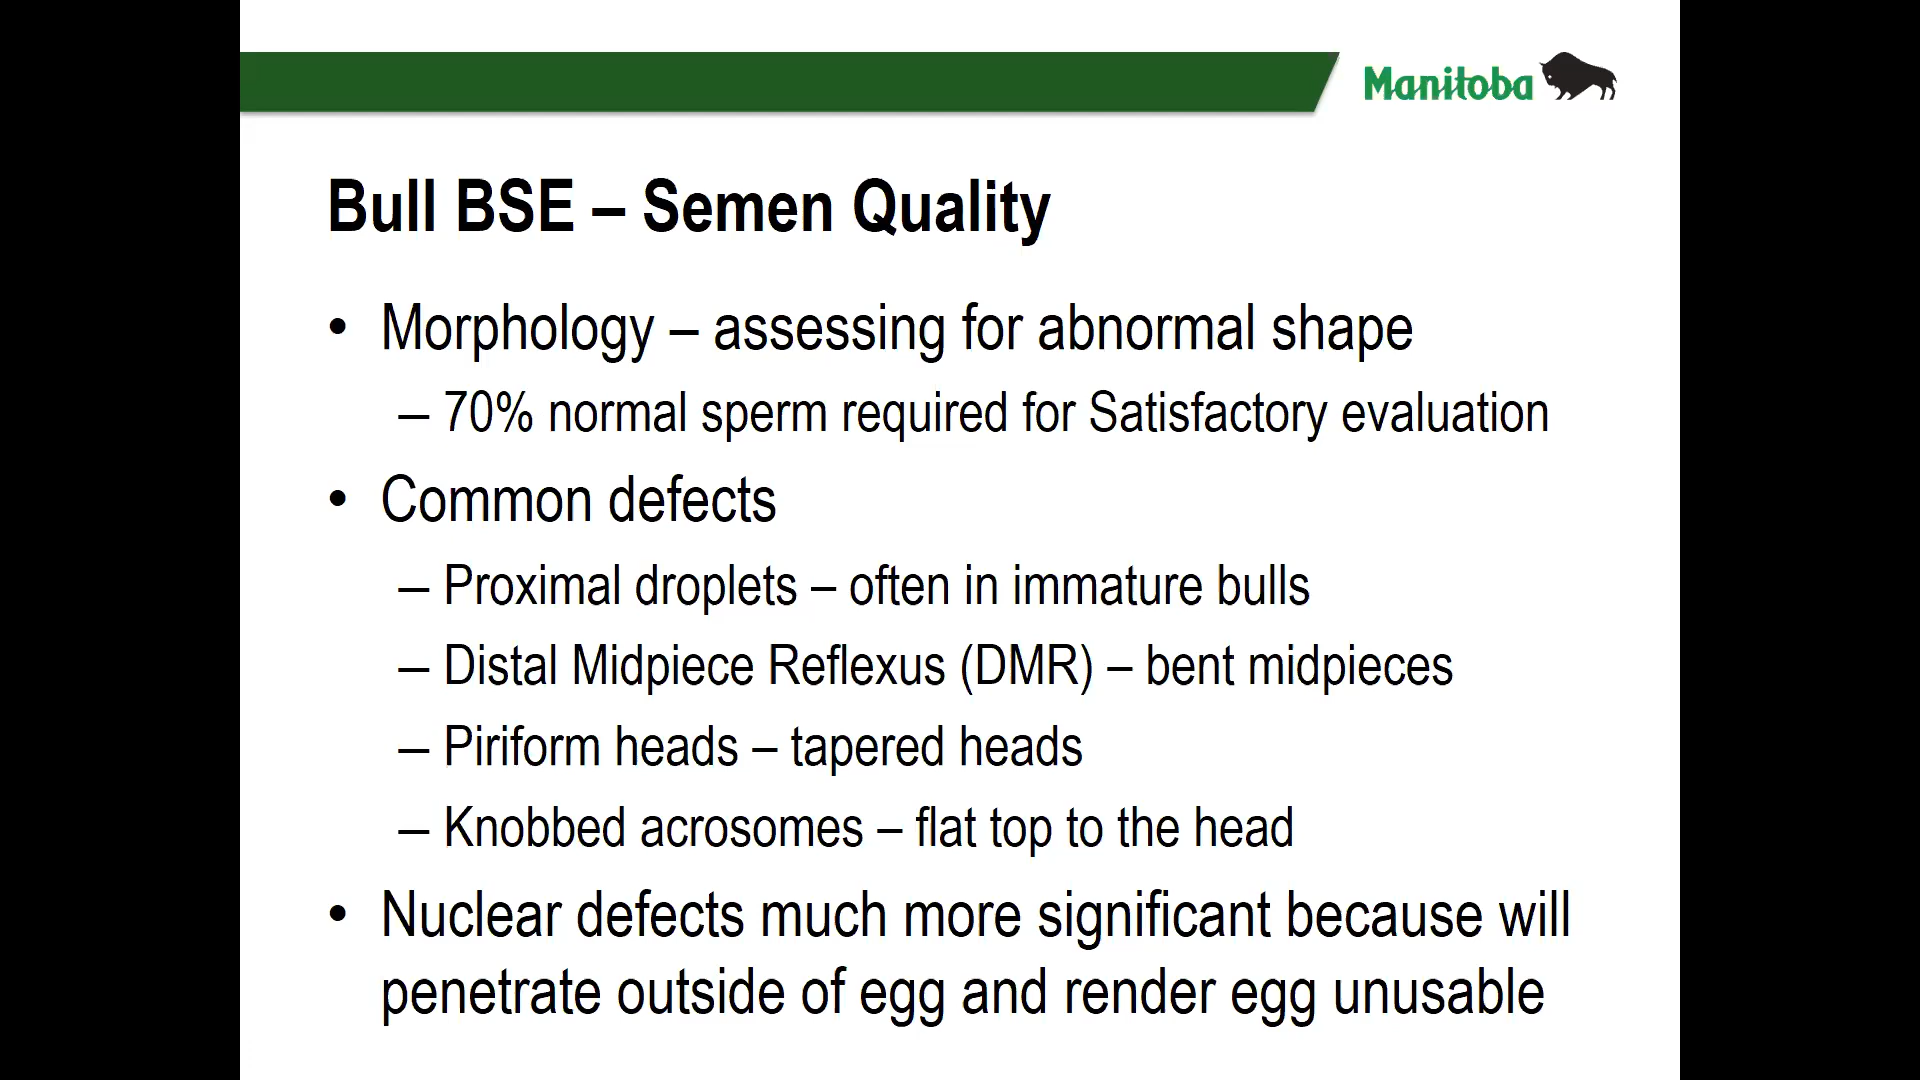 Manitoba
Bull BSE – Semen Quality
• Morphology – assessing for abnormal shape
– 70% normal sperm required for Satisfactory evaluation
• Common defects
– Proximal droplets – often in immature bulls
– Distal Midpiece Reflexus (DMR) – bent midpieces
– Piriform heads – tapered heads
– Knobbed acrosomes – flat top to the head
• Nuclear defects much more significant because will
penetrate outside of egg and render egg unusable